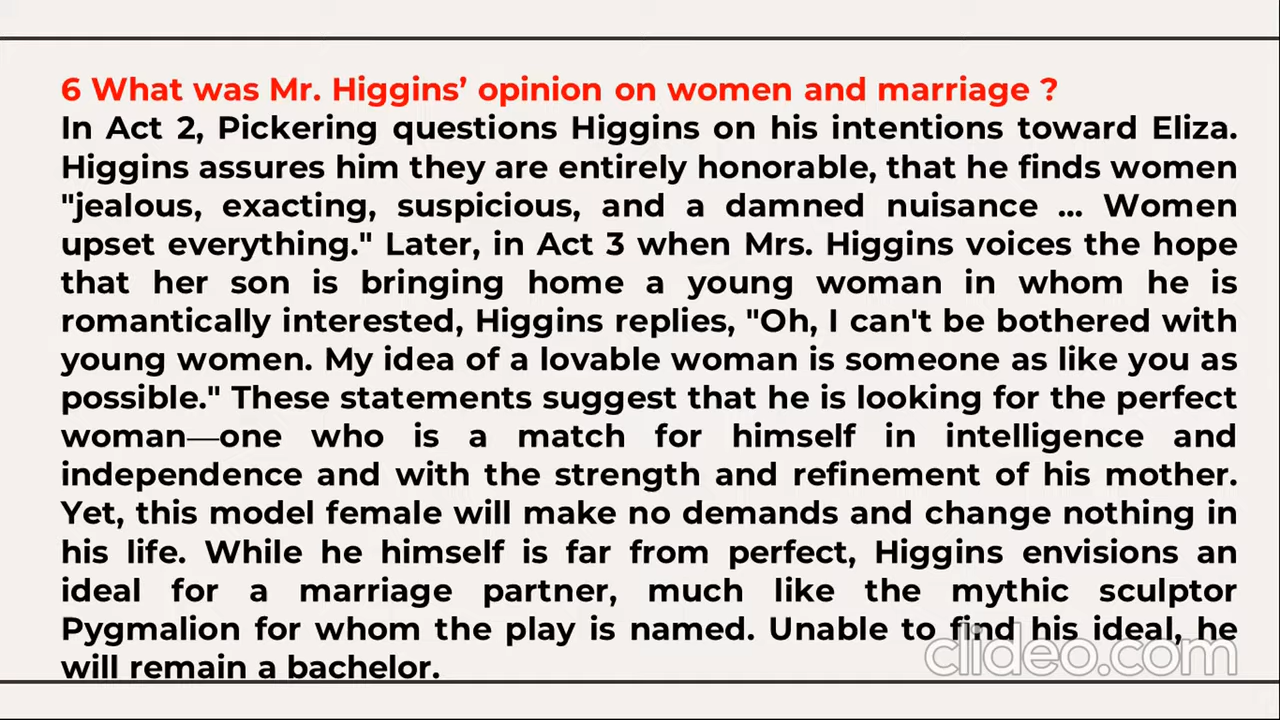 6 What was Mr. Higgins’ opinion on women and marriage ?
In Act 2, Pickering questions Higgins on his intentions toward Eliza.
Higgins assures him they are entirely honorable, that he finds women
"jealous, exacting, suspicious, and a damned nuisance ... Women
upset everything." Later, in Act 3 when Mrs. Higgins voices the hope
that her son is bringing home a young woman in whom he is
romantically interested, Higgins replies, "Oh, I can't be bothered with
young women. My idea of a lovable woman is someone as like you as
possible." These statements suggest that he is looking for the perfect
woman—one who is a match for himself in intelligence and
independence and with the strength and refinement of his mother.
Yet, this model female will make no demands and change nothing in
his life. While he himself is far from perfect, Higgins envisions an
ideal for a marriage partner, much like the mythic sculptor
Pygmalion for whom the play is named. Unable to find his ideal, he
will remain a bachelor.
clideo.com